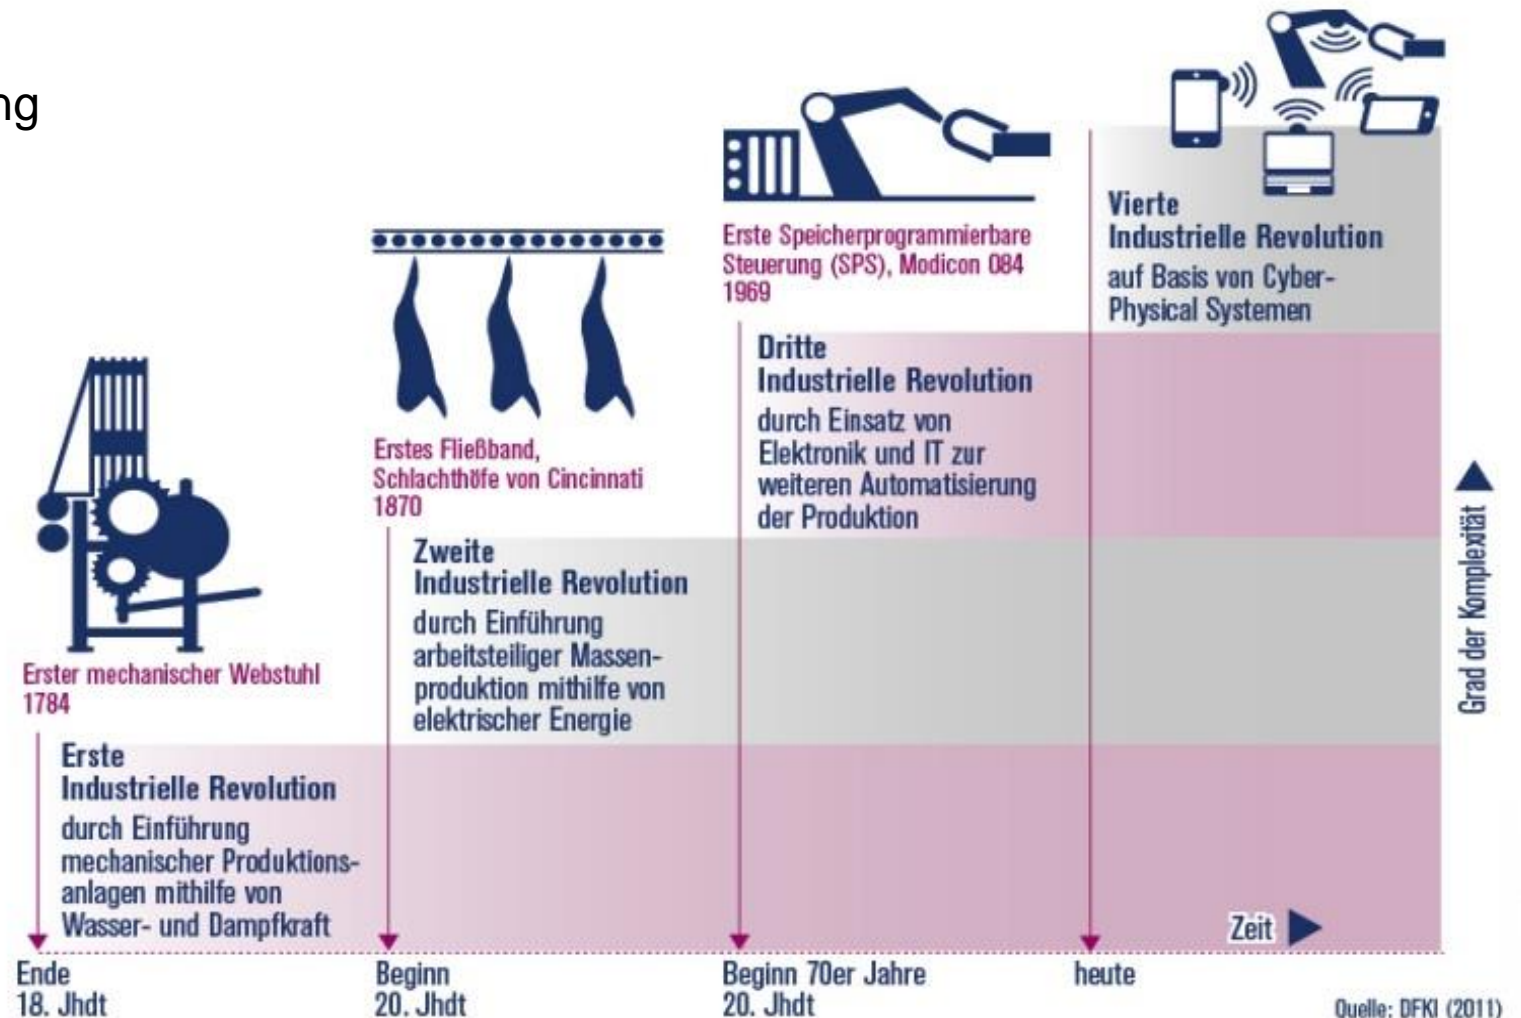 ng
Erster mechanischer Webstuhl
1784
Erste
Industrielle Revolution
durch Einführung
mechanischer Produktions-
anlagen mithilfe von
Wasser- und Dampfkraft
Ende
18. Jhdt
Erstes Fließband,
Schlachthöfe von Cincinnati
1870
Zweite
Industrielle Revolution
durch Einführung
arbeitsteiliger Massen-
produktion mithilfe von
elektrischer Energie
Beginn
20. Jhdt
Erste Speicherprogrammierbare
Steuerung (SPS), Modicon 084
1969
Dritte
Industrielle Revolution
durch Einsatz von
Elektronik und IT zur
weiteren Automatisierung
der Produktion
Beginn 70er Jahre
20. Jhdt
Vierte
Industrielle Revolution
auf Basis von Cyber-
Physical Systemen
heute
Grad der Komplexität
Zeit
Quelle: DFKI (2011)